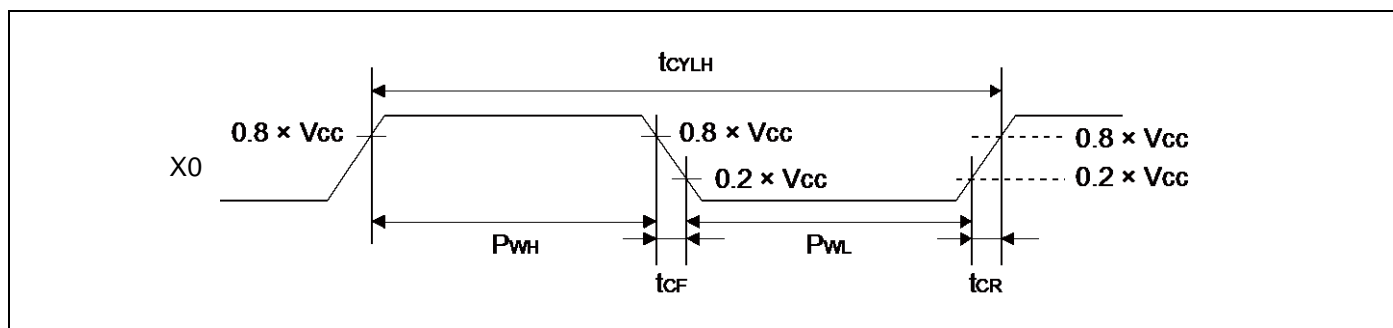 tCYLH
0.8 × VCC
0.8 × VCC
0.8 × VCC
X0
0.2 × VCC
0.2 × VCC
PWH
PWL
tCF
tCR